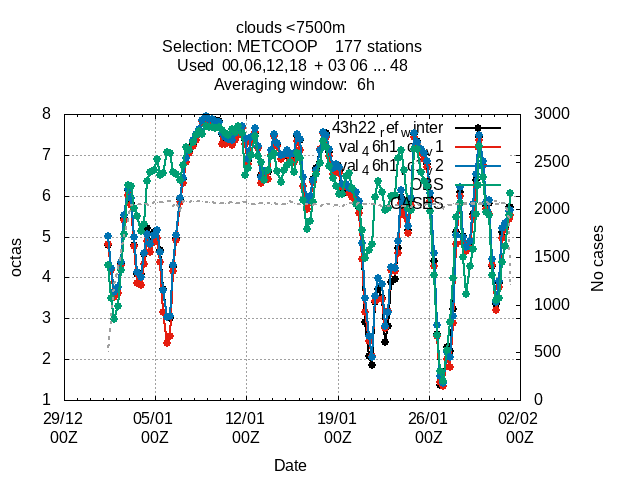 clouds <7500m
Selection: METCOOP 177 stations
Used 00,06,12,18 + 03 06 ... 48
Averaging window: 6h
8
7
6
5
4
3
2
1
octas
3000
2500
2000
1500
1000
500
0
No cases
43h22_ref_winter
OBS
CASES
29/12 05/01 12/01 19/01 26/01 02/02
00Z 00Z 00Z 00Z 00Z 00Z
Date